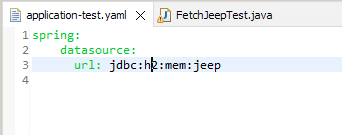 application-test.yaml FetchJeepTest.java
1 spring:
2 datasource:
3 url: jdbc:h2:mem:jeep
4